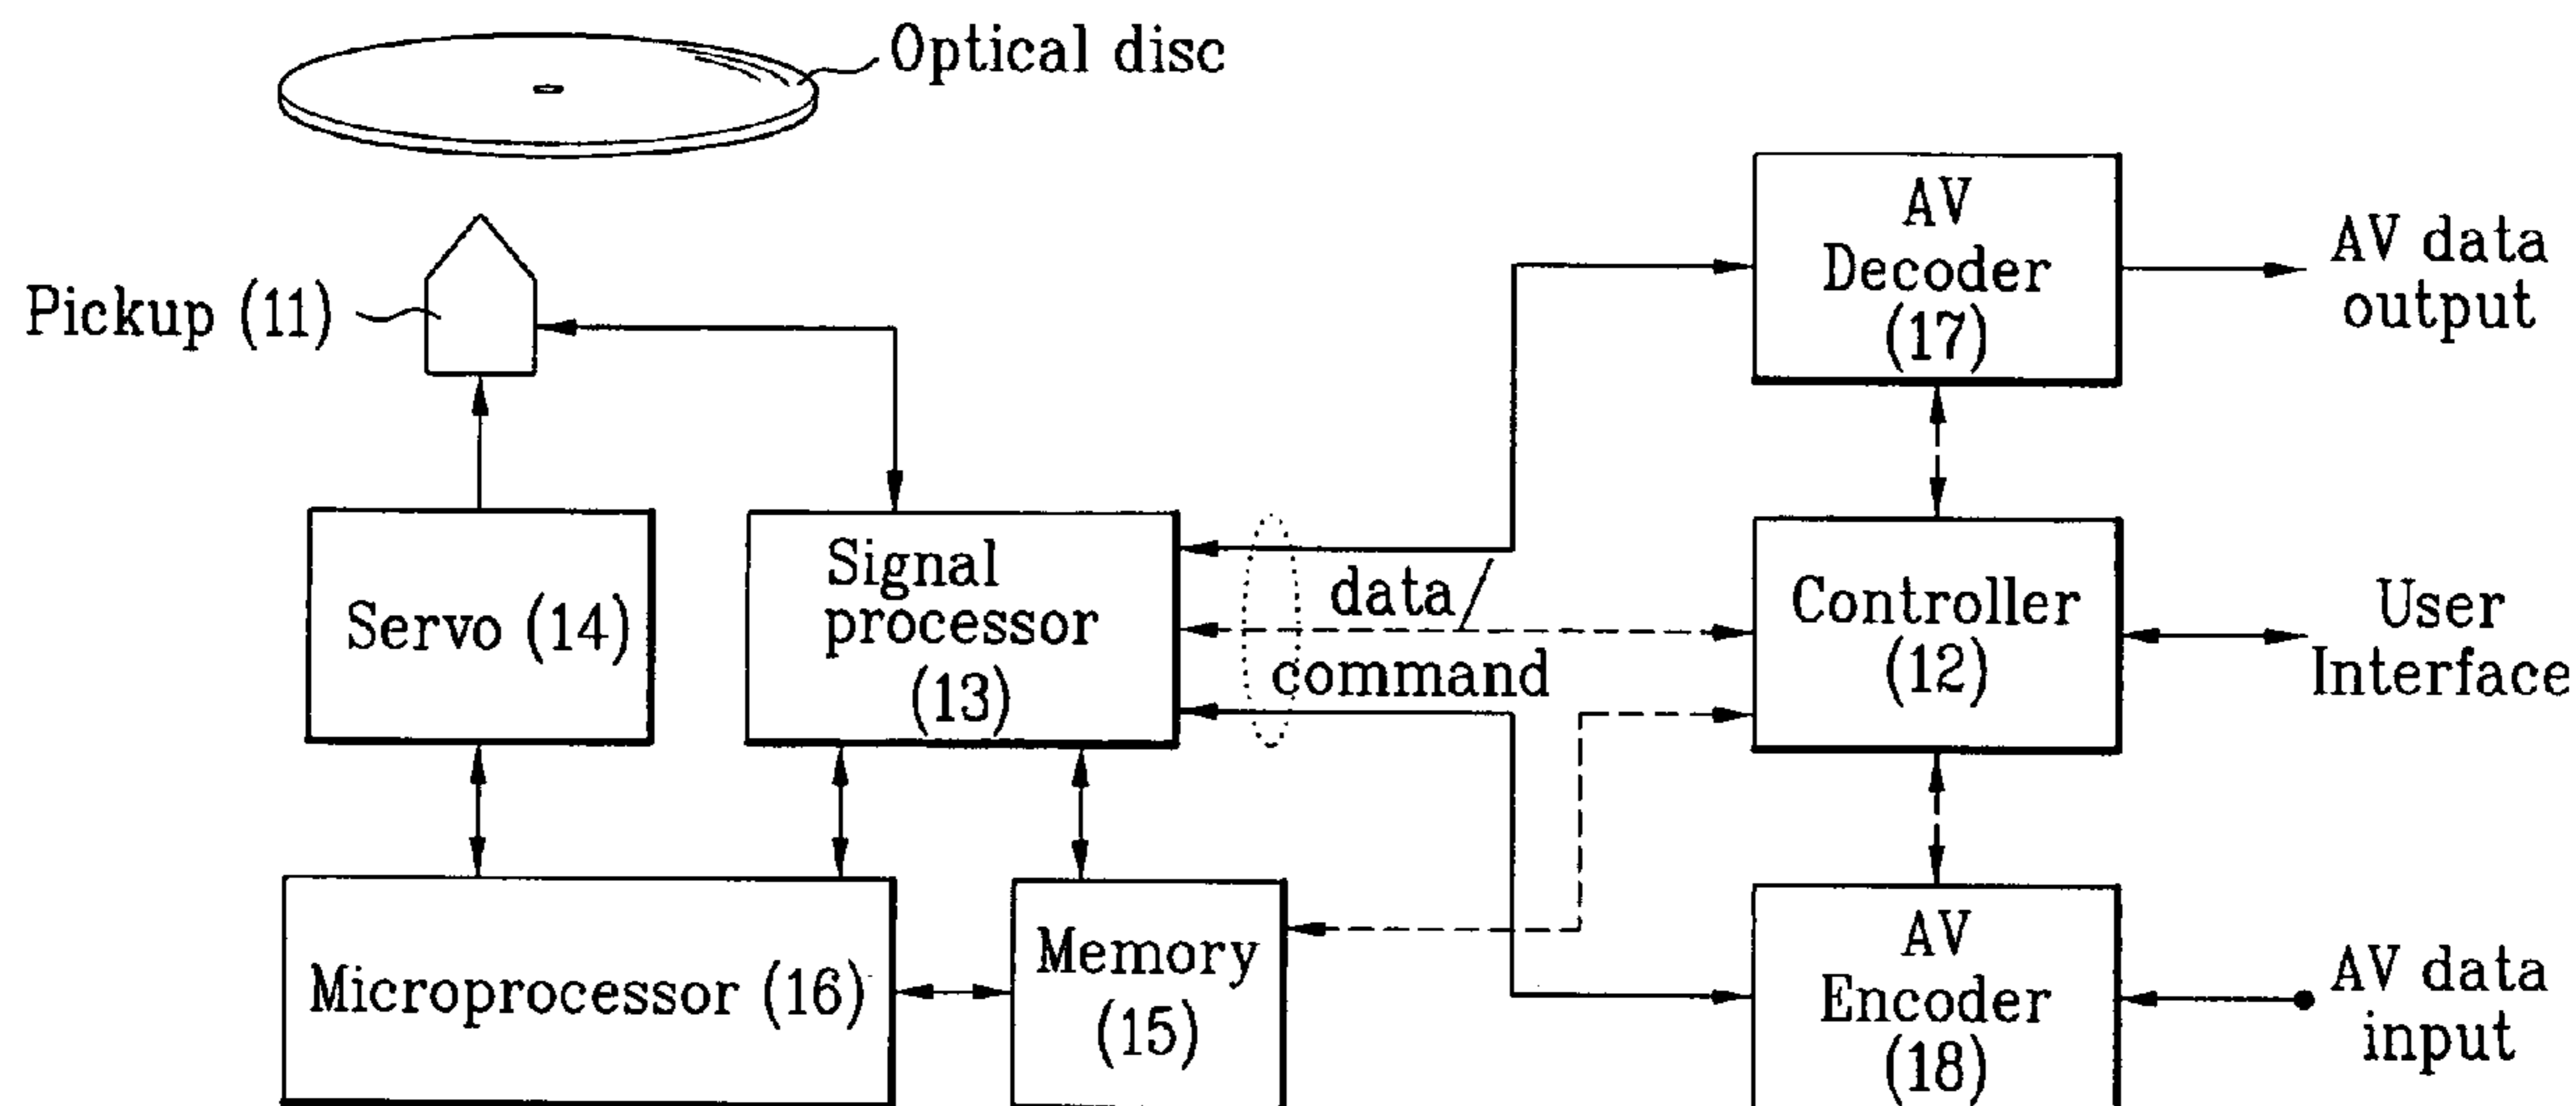 Optical disc
Pickup (11)
AV
Decoder
(17)
AV data
output
Servo (14)
Signal
processor
(13)
data/
command
Controller
(12)
User
Interface
Microprocessor (16)
Memory
(15)
AV
Encoder
(18)
AV data
input